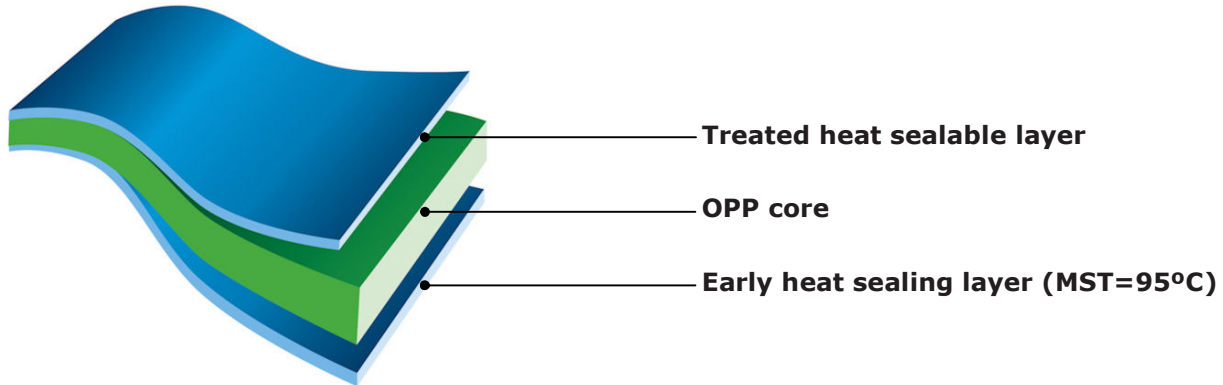 Treated heat sealable layer
OPP core
Early heat sealing layer (MST=95ºC)